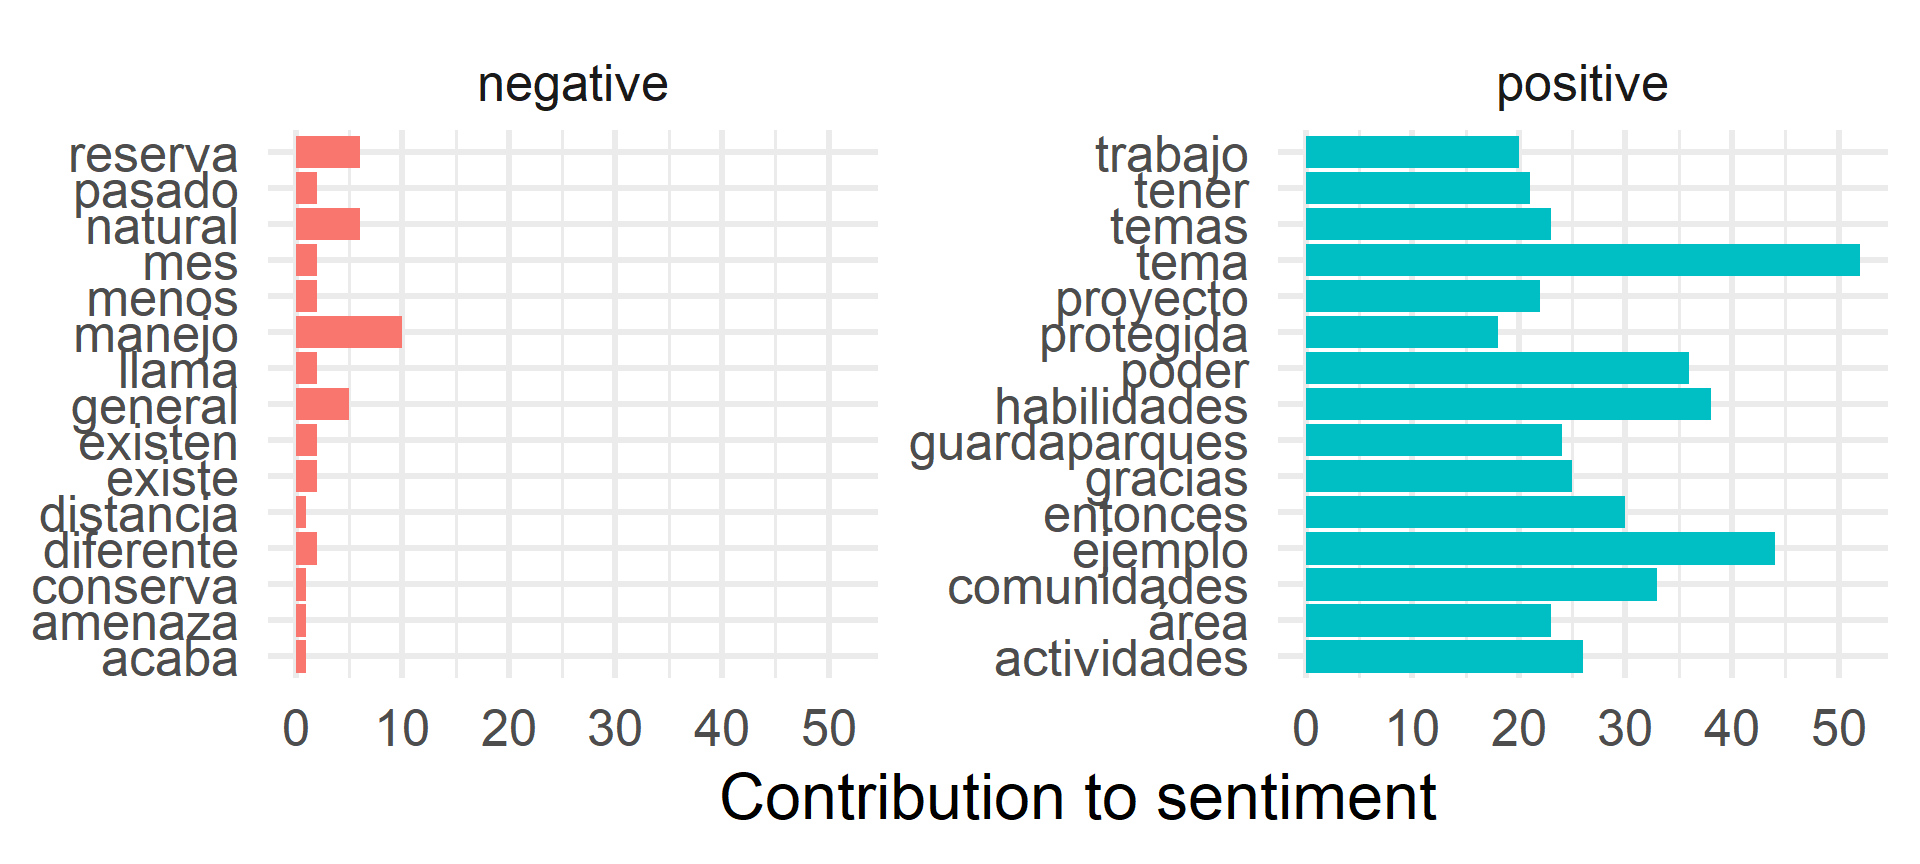 negative
reserva
pasado
natural
mes
menos
manejo
llama
general
existen
existe
distancia
diferente
conserva
amenaza
acaba
0 10 20 30 40 50
positive
trabajo
tener
temas
tema
proyecto
protegida
poder
habilidades
guardaparques
gracias
entonces
ejemplo
comunidades
área
actividades
0 10 20 30 40 50
Contribution to sentiment